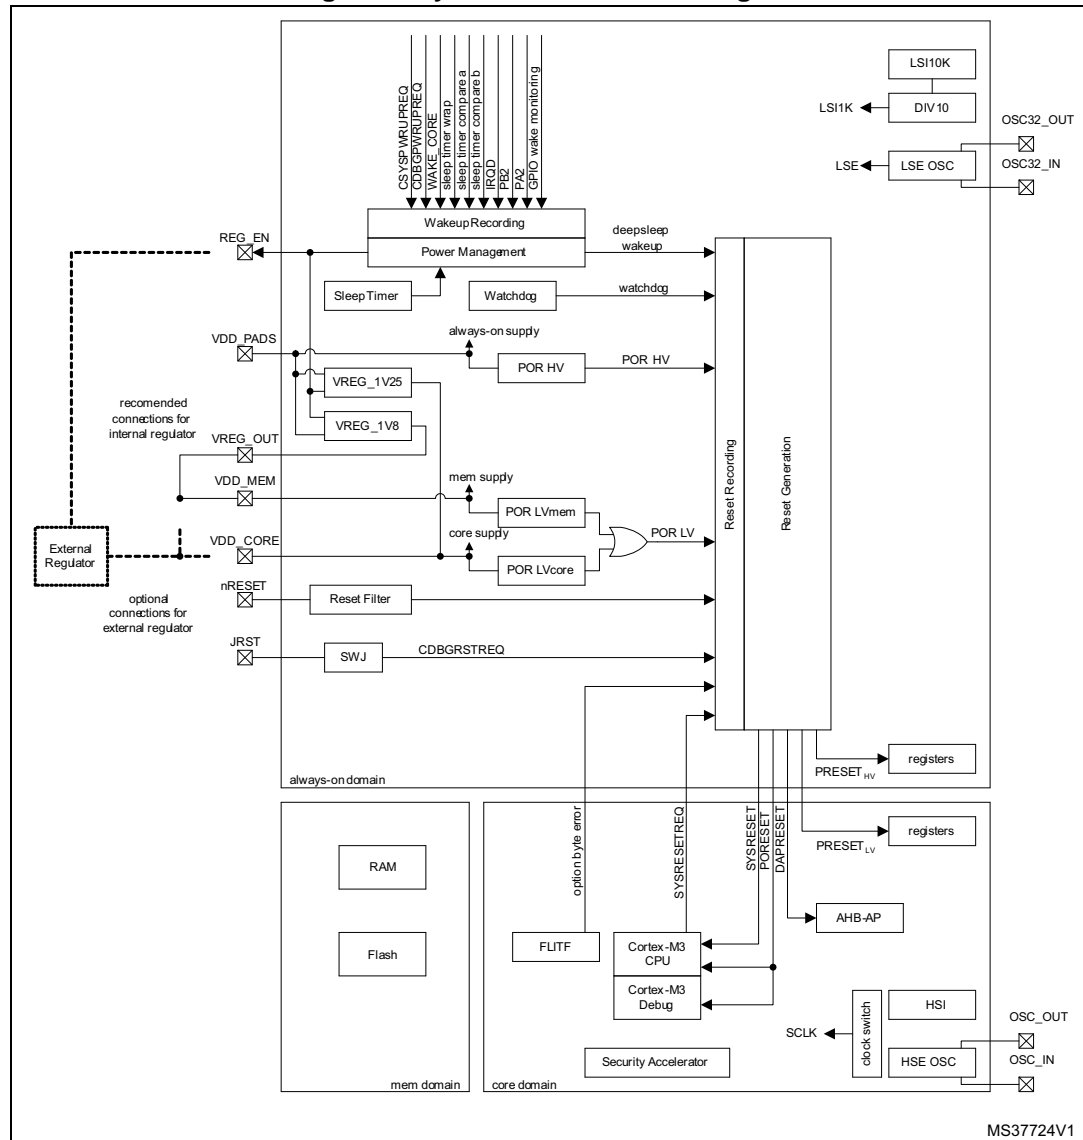 CSYSPWRUPREQ
CDBGPWRUPREQ
WAKE_CORE
sleep timer wrap
sleep timer compare a
sleep timer compare b
IRQD
PB2
PA2
GPIO wake monitoring
LSI10K
LSI1K
DIV10
OSC32_OUT
LSE
LSE OSC
OSC32_IN
Wakeup Recording
Power Management
deepsleep
wakeup
REG_EN
Sleep Timer
Watchdog
watchdog
VDD_PADS
always-on supply
POR HV
POR HV
VREG_1V25
VREG_1V8
recomended
connections for
internal regulator
VREG_OUT
VDD_MEM
mem supply
POR LVmem
core supply
POR LV
POR LVcore
VDD_CORE
External
Regulator
optional
connections for
external regulator
nRESET
Reset Filter
JRST
SWJ
CDBGRSTREQ
Reset Recording
Reset Generation
PRESETHV
registers
always-on domain
option byte error
SYSRESETREQ
SYSRESET
PORESET
DAPRESET
PRESETLV
registers
RAM
Flash
mem domain
FLITF
Cortex-M3
CPU
Cortex-M3
Debug
AHB-AP
Security Accelerator
SCLK
clock switch
HSI
HSE OSC
OSC_OUT
OSC_IN
core domain
MS37724V1